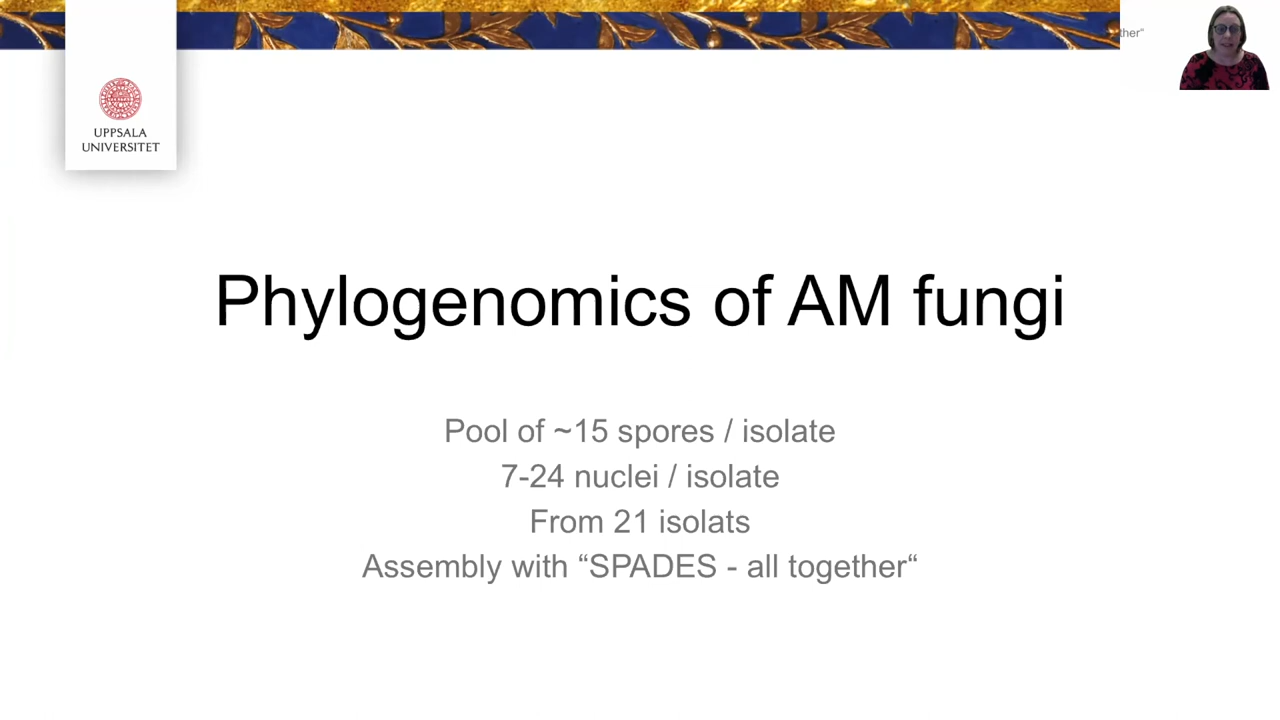 ther"
UPPSALA
UNIVERSITET
Phylogenomics of AM fungi
Pool of ~15 spores / isolate
7-24 nuclei / isolate
From 21 isolats
Assembly with “SPADES - all together“